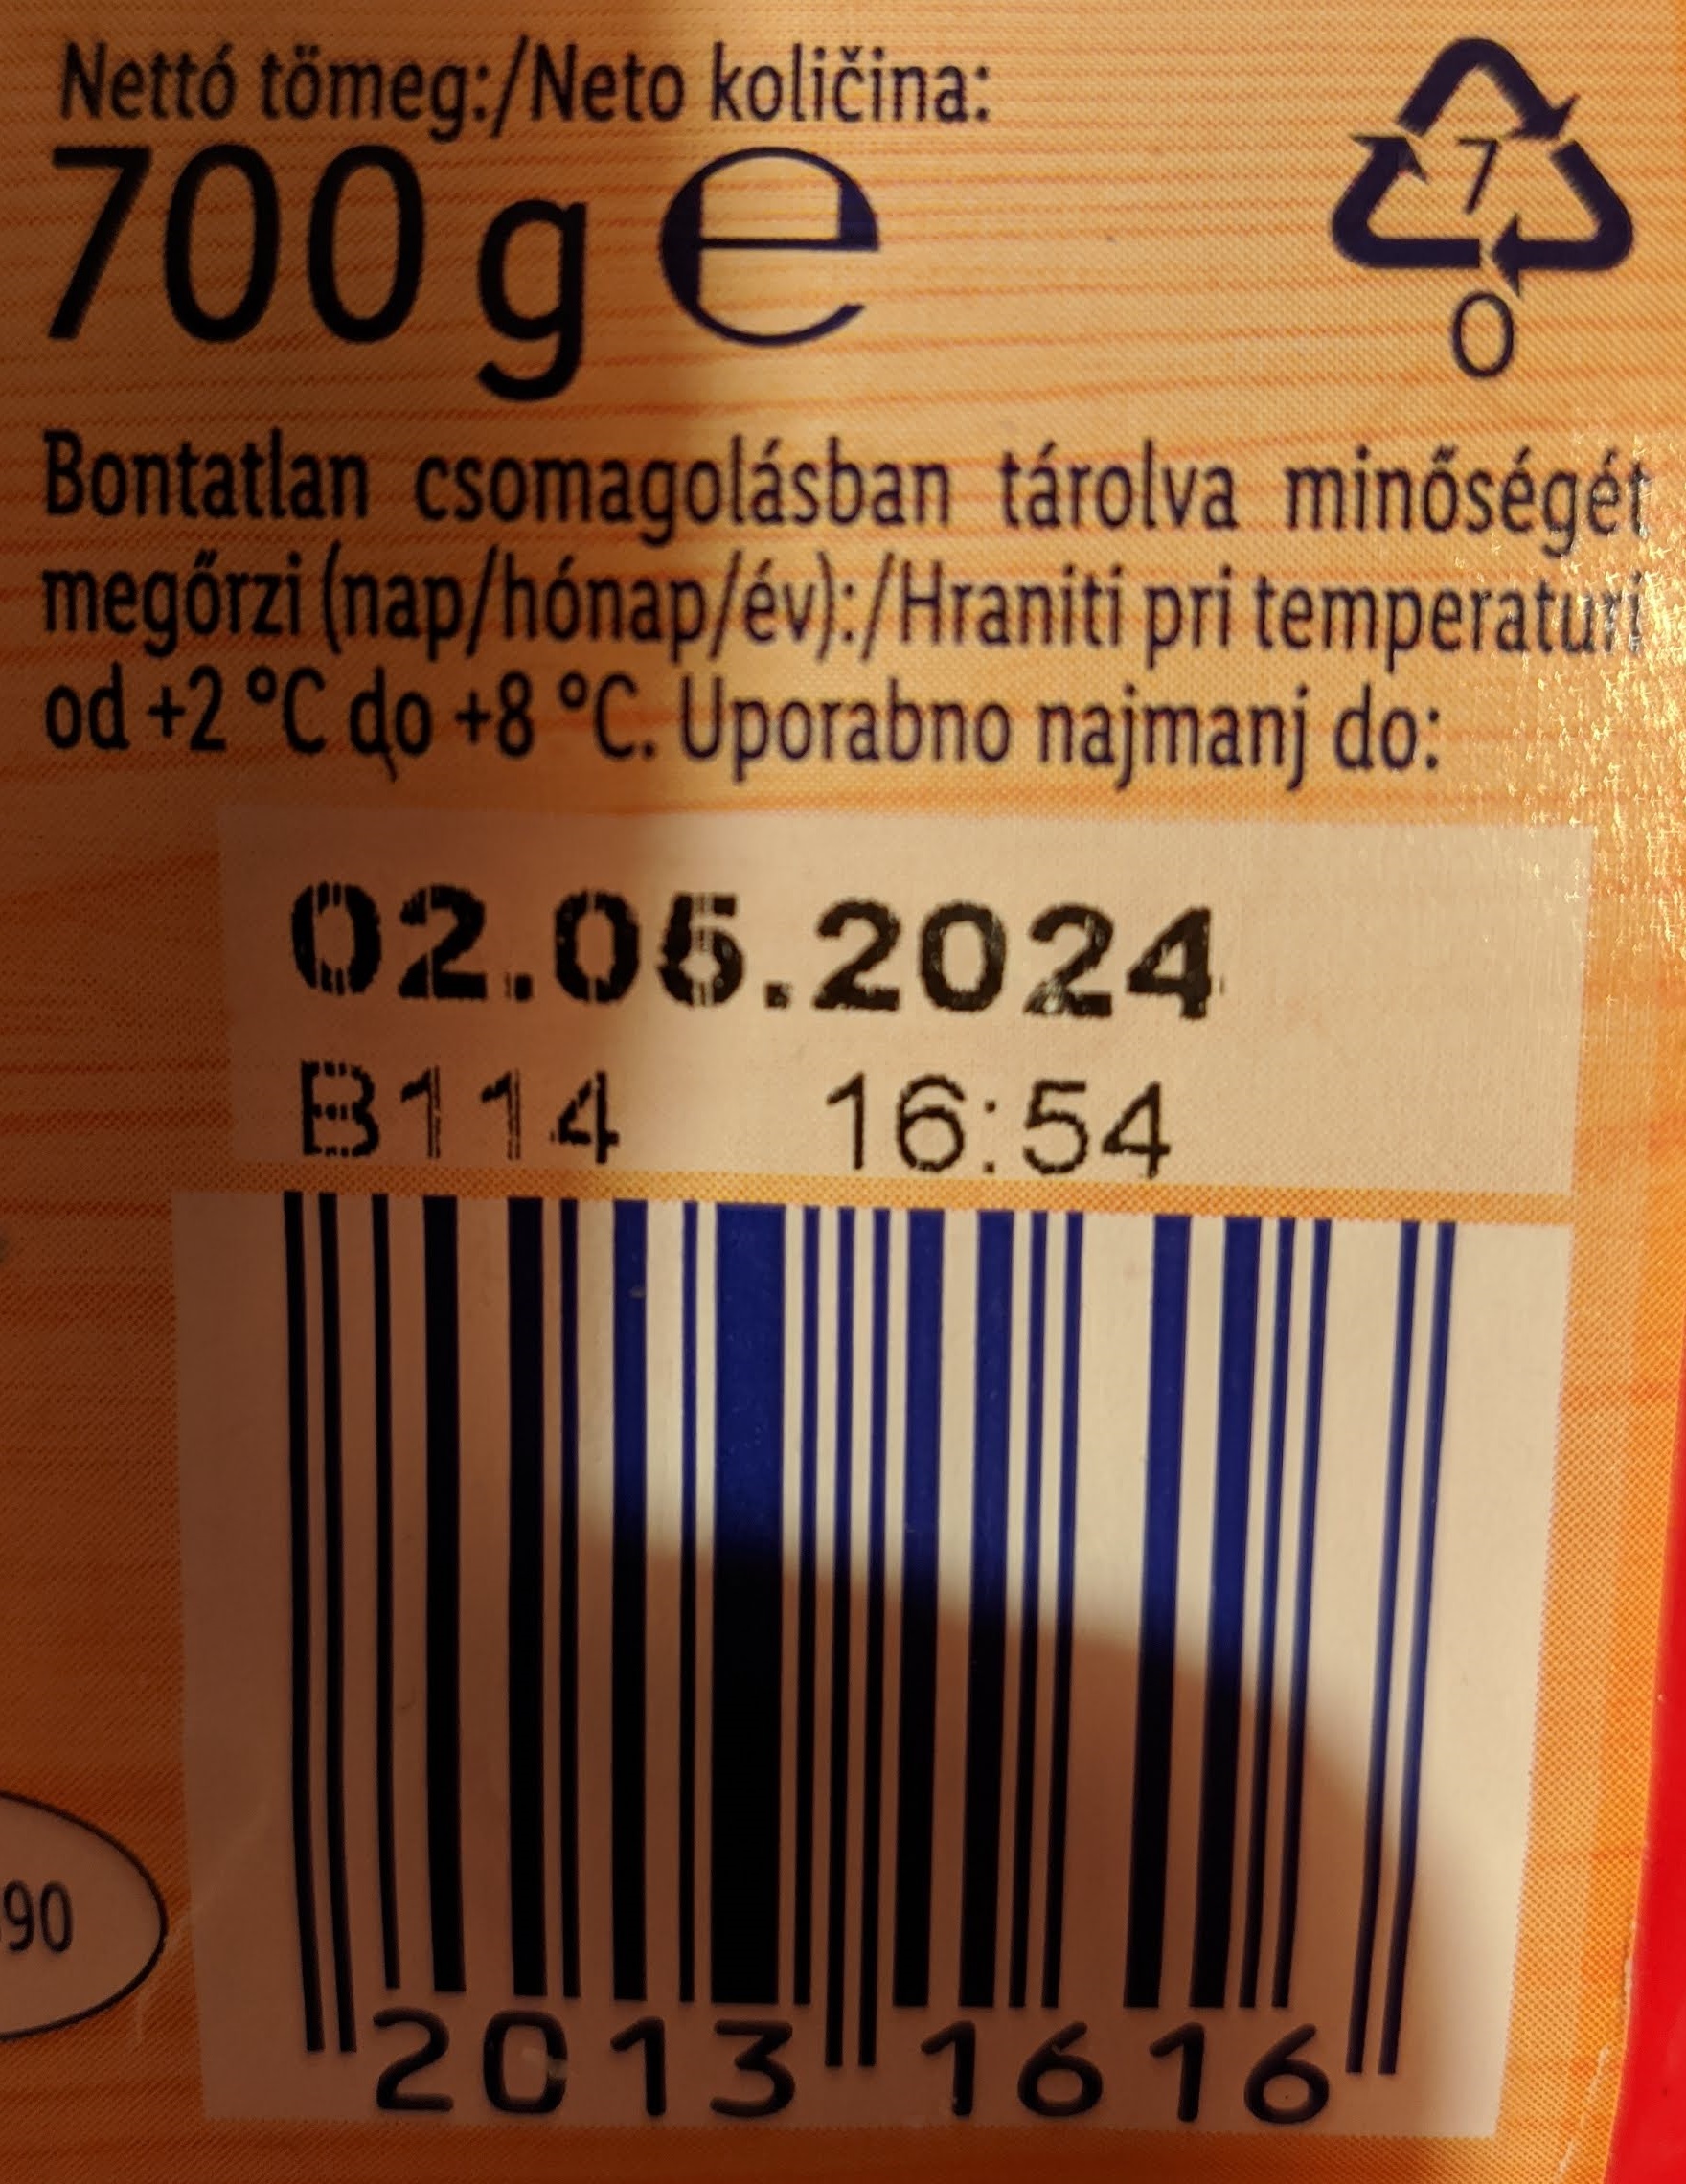 Nettó tömeg:/Neto količina:
700 g e
7
O
Bontatlan csomagolásban tárolva minőségét
megőrzi (nap/hónap/év):/Hraniti pri temperaturi
od +2 °C do +8 °C. Uporabno najmanj do:
02.05.2024
B114 16:54
90
2013 1616